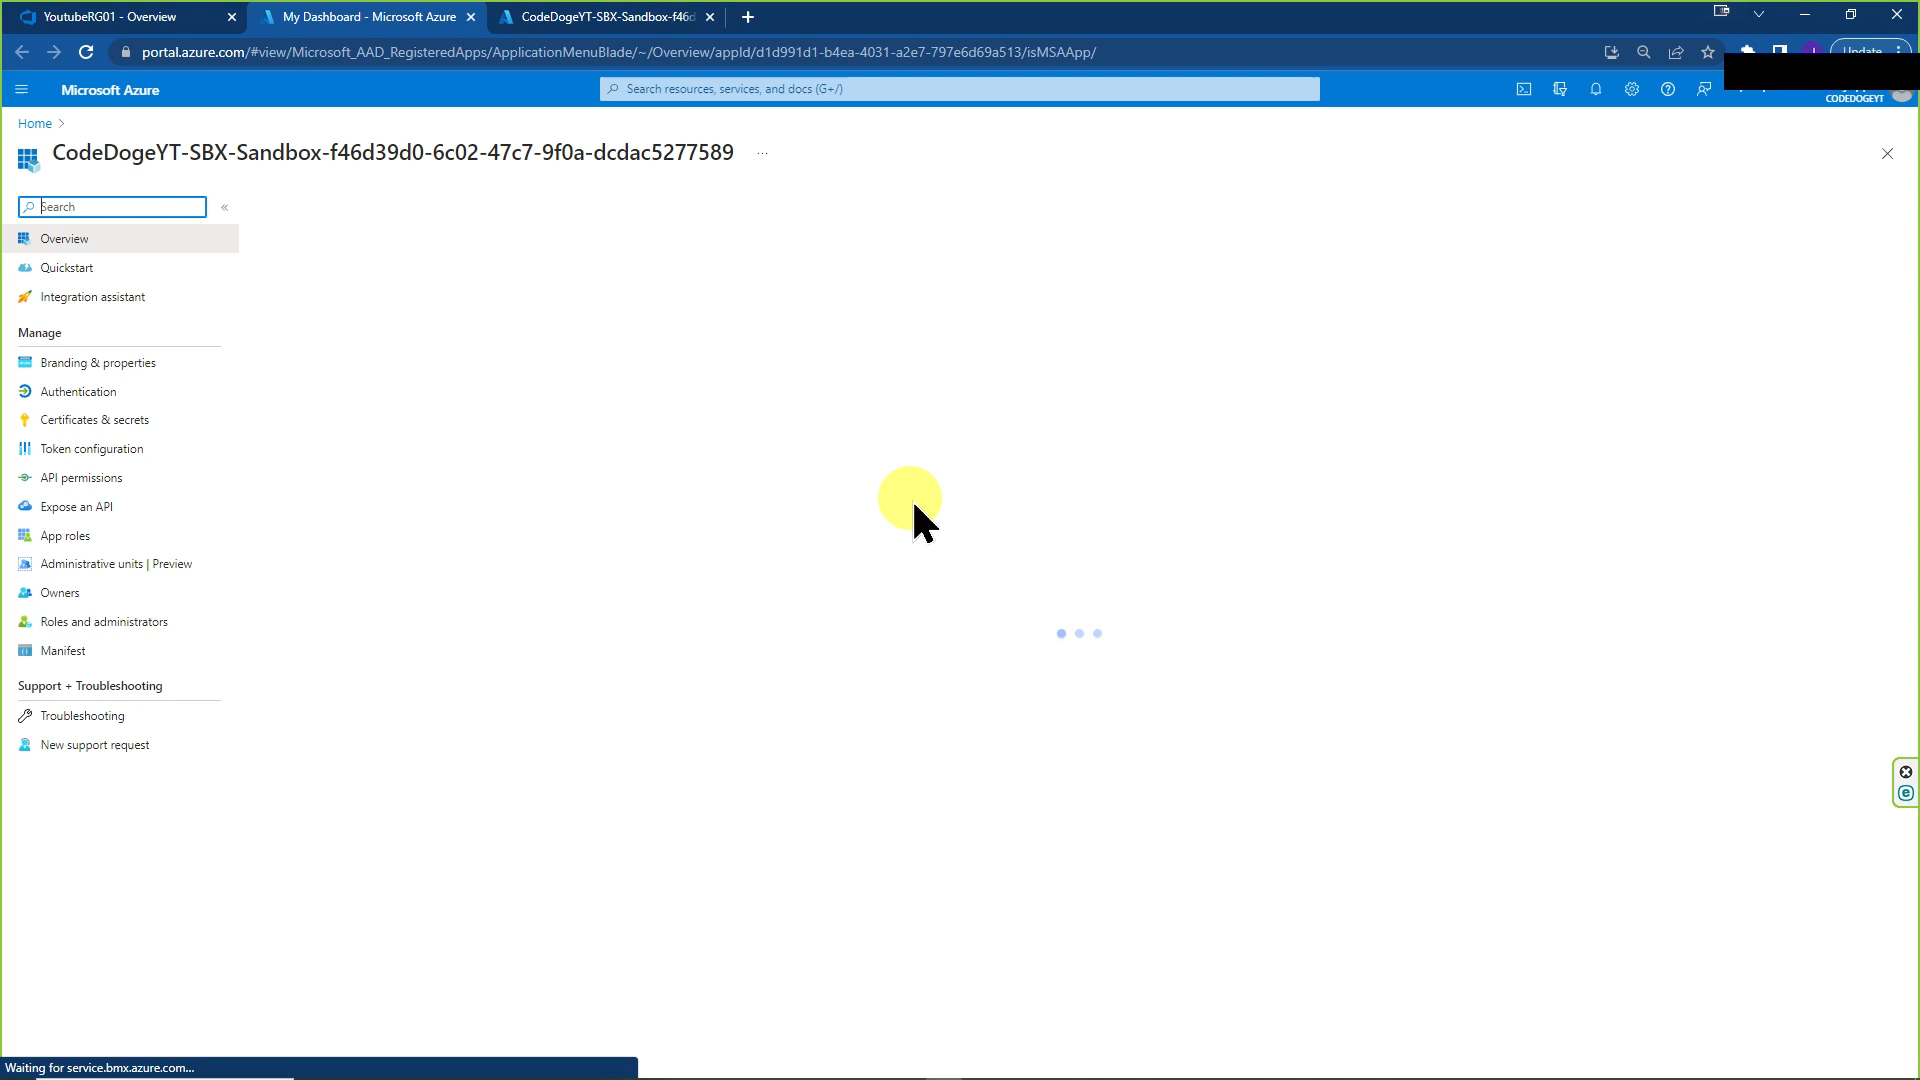 YoutubeRG01 - Overview
My Dashboard - Microsoft Azure
CodeDogeYT-SBX-Sandbox-f46d
portal.azure.com/#view/Microsoft_AAD_RegisteredApps/ApplicationMenuBlade/~/Overview/appId/d1d991d1-b4ea-4031-a2e7-797e6d69a513/isMSAApp/
Update
Microsoft Azure
Search resources, services, and docs (G+/)
CODEDOGEYT
Home
CodeDogeYT-SBX-Sandbox-f46d39d0-6c02-47c7-9f0a-dcdac5277589
Search
Overview
Quickstart
Integration assistant
Manage
Branding & properties
Authentication
Certificates & secrets
Token configuration
API permissions
Expose an API
App roles
Administrative units | Preview
Owners
Roles and administrators
Manifest
Support + Troubleshooting
Troubleshooting
New support request
Waiting for service.bmx.azure.com...